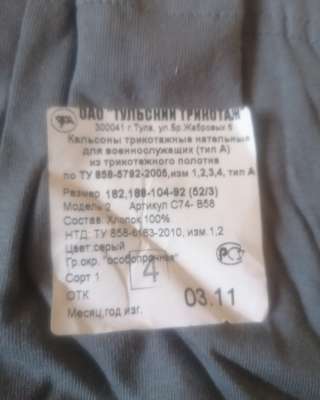 ОАО "ТУЛЬСКИЙ ТРИКОТАЖ"
300041 г.Тула, ул.Бр.Жабровых 6
Кальсоны трикотажные нательные
для военнослужащих (тип А)
из трикотажного полотна
по ТУ 858-5792-2005,изм 1,2,3,4, тип А
Размер 182,188-104-92 (52/3)
Модель 2 Артикул С74- В58
Состав: Хлопок 100%
НТД: ТУ 858-6163-2010, изм.1,2
Цвет:серый
Гр.окр. "особопрочная"
Сорт 1
4
РСТ
ОТК
03.11
Месяц,год изг.